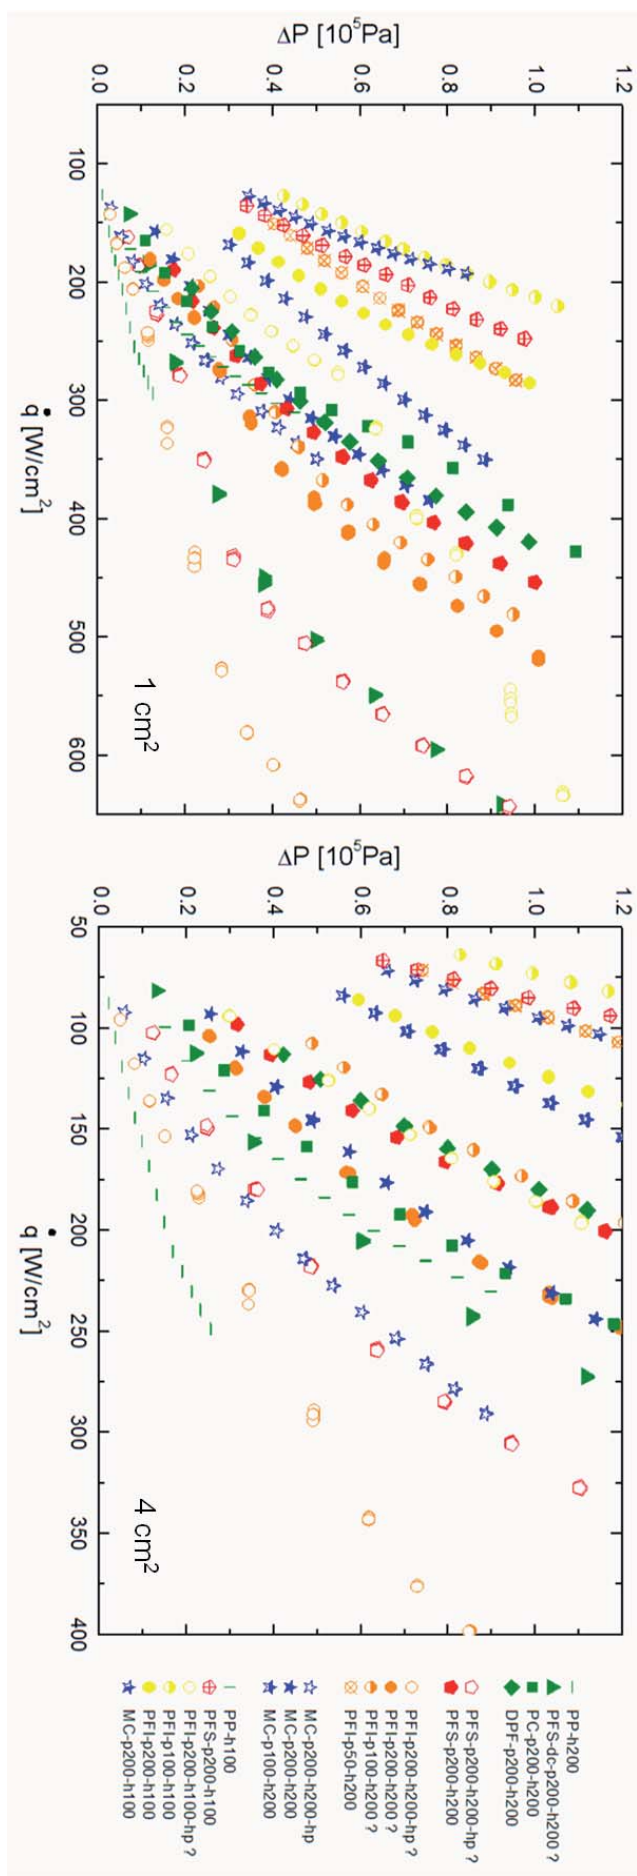 ΔP [10⁵Pa]
1.2
1.0
0.8
0.6
0.4
0.2
0.0
100
200
300
400
500
600
q̇ [W/cm²]
1 cm²
ΔP [10⁵Pa]
1.2
1.0
0.8
0.6
0.4
0.2
0.0
50
100
150
200
250
300
350
400
q̇ [W/cm²]
4 cm²
PP-h200
PFS-dc-p200-h200 ?
PC-p200-h200
DPF-p200-h200
PFS-p200-h200-hp ?
PFS-p200-h200
PFI-p200-h200-hp ?
PFI-p200-h200 ?
PFI-p100-h200 ?
PFI-p50-h200
MC-p200-h200-hp
MC-p200-h200
MC-p100-h200
PP-h100
PFS-p200-h100
PFI-p200-h100-hp ?
PFI-p100-h100
PFI-p200-h100
MC-p200-h100